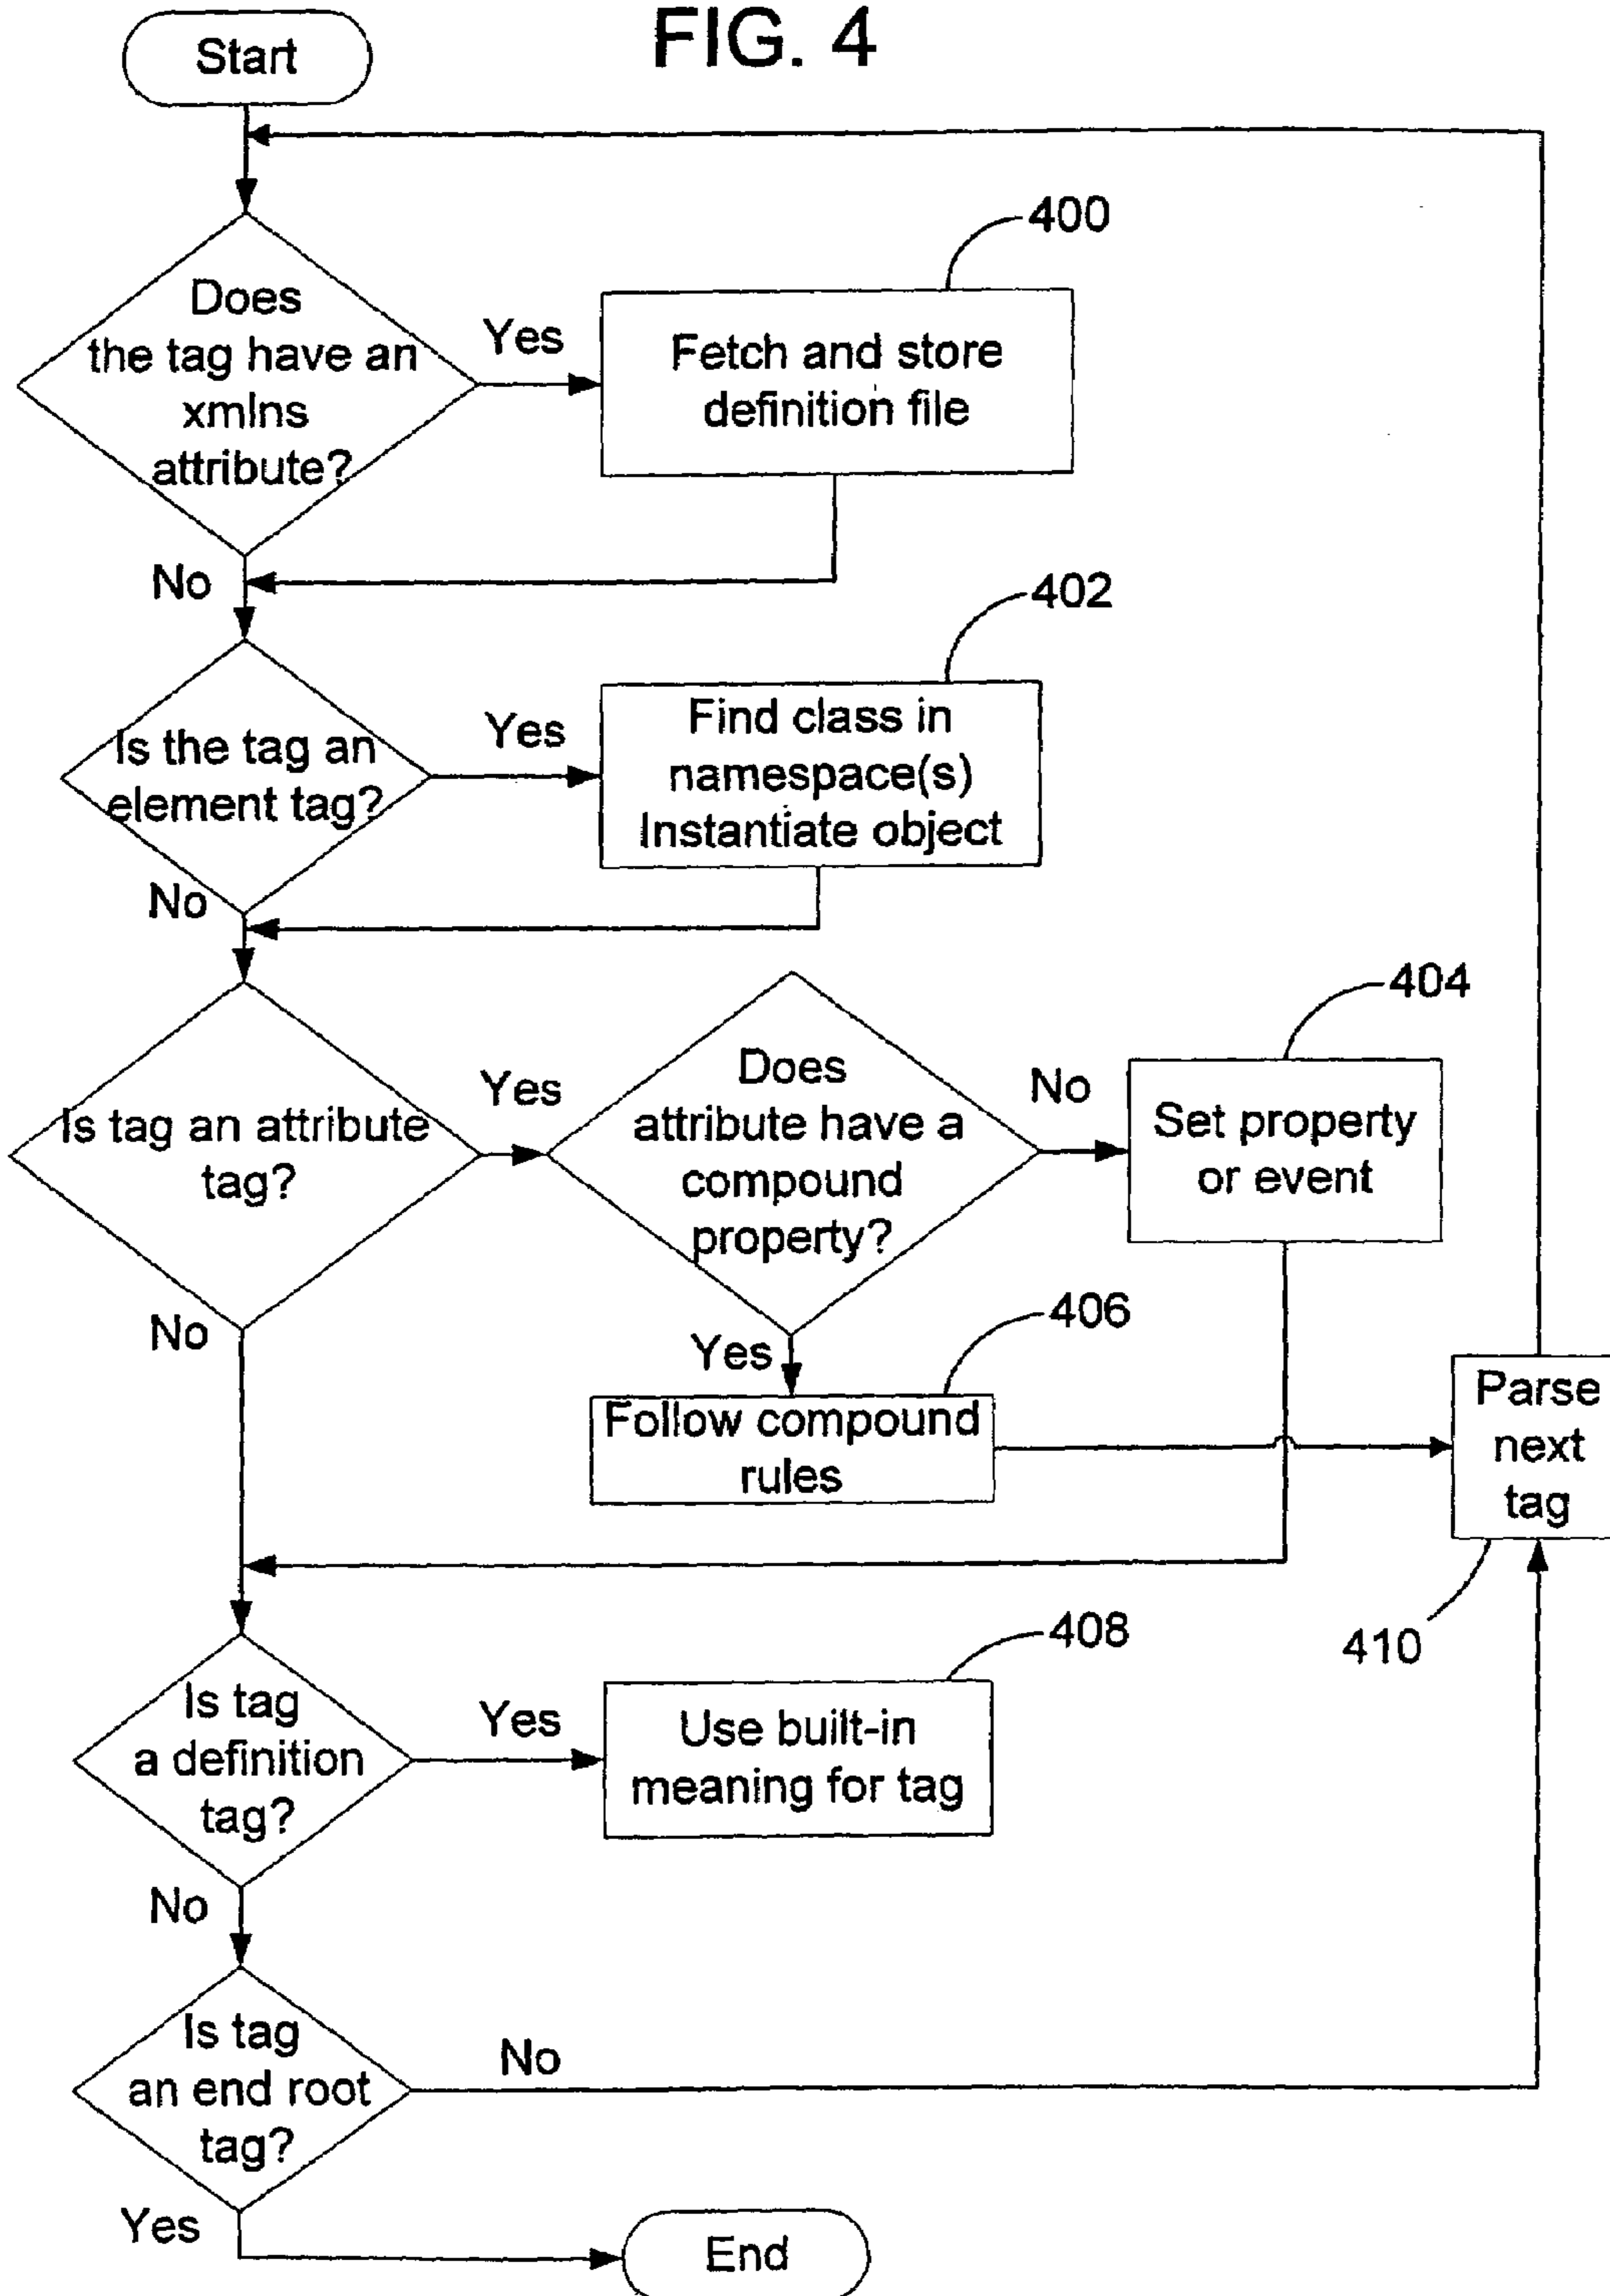 FIG. 4
Start
Does
the tag have an
xmlns
attribute?
Yes
400
Fetch and store
definition file
No
402
Is the tag an
element tag?
Yes
Find class in
namespace(s)
Instantiate object
No
404
Is tag an attribute
tag?
Yes
Does
attribute have a
compound
property?
No
Set property
or event
No
Yes
406
Follow compound
rules
Parse
next
tag
410
408
Is tag
a definition
tag?
Yes
Use built-in
meaning for tag
No
Is tag
an end root
tag?
No
Yes
End